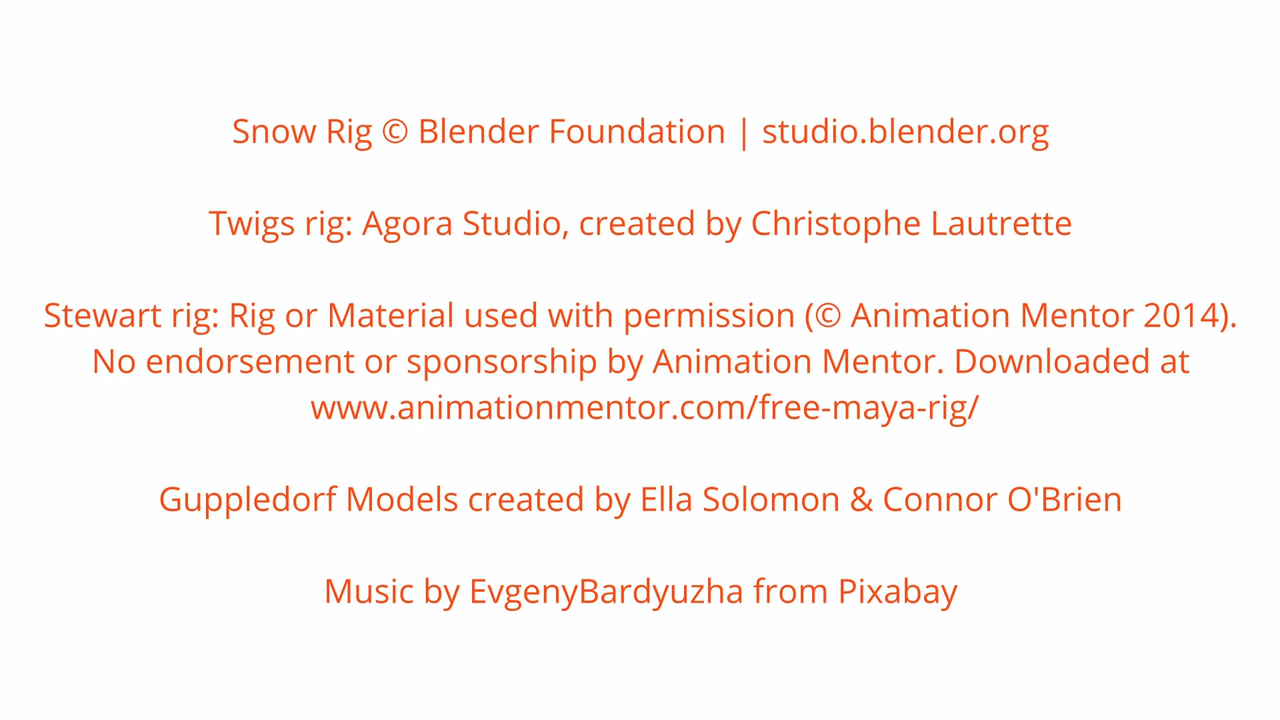 Snow Rig © Blender Foundation | studio.blender.org
Twigs rig: Agora Studio, created by Christophe Lautrette
Stewart rig: Rig or Material used with permission (© Animation Mentor 2014).
No endorsement or sponsorship by Animation Mentor. Downloaded at
www.animationmentor.com/free-maya-rig/
Guppledorf Models created by Ella Solomon & Connor O'Brien
Music by EvgenyBardyuzha from Pixabay